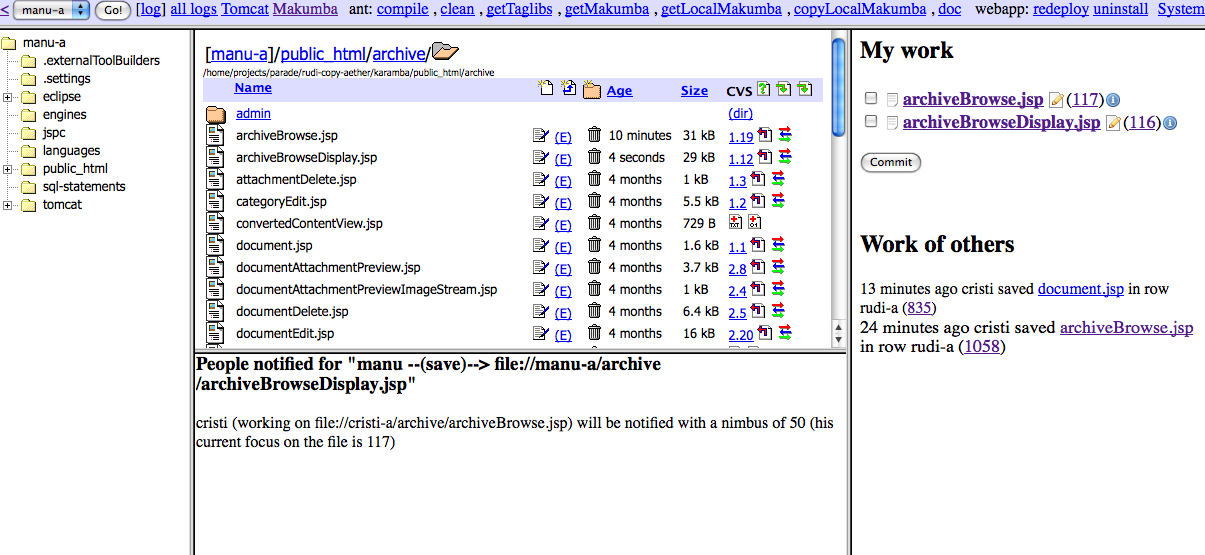 < manu-a Go! [log] all logs Tomcat Makumba ant: compile , clean , getTaglibs , getMakumba , getLocalMakumba , copyLocalMakumba , doc webapp: redeploy uninstall System
manu-a
.externalToolBuilders
.settings
eclipse
engines
jspc
languages
public_html
sql-statements
tomcat
[manu-a]/public_html/archive/
/home/projects/parade/rudi-copy-aether/karamba/public_html/archive
Name Age Size CVS
admin (dir)
archiveBrowse.jsp (E) 10 minutes 31 kB 1.19
archiveBrowseDisplay.jsp (E) 4 seconds 29 kB 1.12
attachmentDelete.jsp (E) 4 months 1 kB 1.3
categoryEdit.jsp (E) 4 months 5.5 kB 1.2
convertedContentView.jsp (E) 4 months 729 B
document.jsp (E) 4 months 1.6 kB 1.1
documentAttachmentPreview.jsp (E) 4 months 3.7 kB 2.8
documentAttachmentPreviewImageStream.jsp (E) 4 months 1 kB 2.4
documentDelete.jsp (E) 4 months 6.4 kB 2.5
documentEdit.jsp (E) 4 months 16 kB 2.20
People notified for "manu --(save)--> file://manu-a/archive
/archiveBrowseDisplay.jsp"
cristi (working on file://cristi-a/archive/archiveBrowse.jsp) will be notified with a nimbus of 50 (his
current focus on the file is 117)
My work
archiveBrowse.jsp (117)
archiveBrowseDisplay.jsp (116)
Commit
Work of others
13 minutes ago cristi saved document.jsp in row
rudi-a (835)
24 minutes ago cristi saved archiveBrowse.jsp
in row rudi-a (1058)